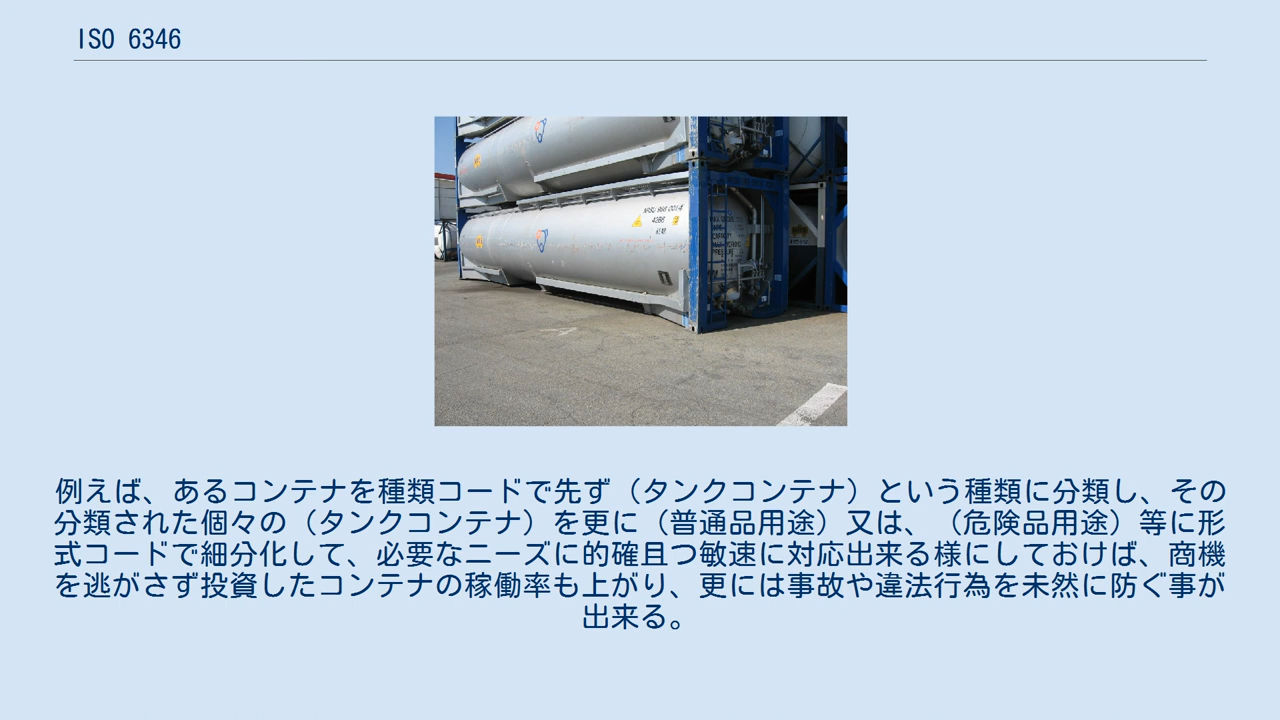 ISO 6346
例えば、あるコンテナを種類コードで先ず（タンクコンテナ）という種類に分類し、その
分類された個々の（タンクコンテナ）を更に（普通品用途）又は、（危険品用途）等に形
式コードで細分化して、必要なニーズに的確且つ敏速に対応出来る様にしておけば、商機
を逃がさず投資したコンテナの稼働率も上がり、更には事故や違法行為を未然に防ぐ事が
出来る。